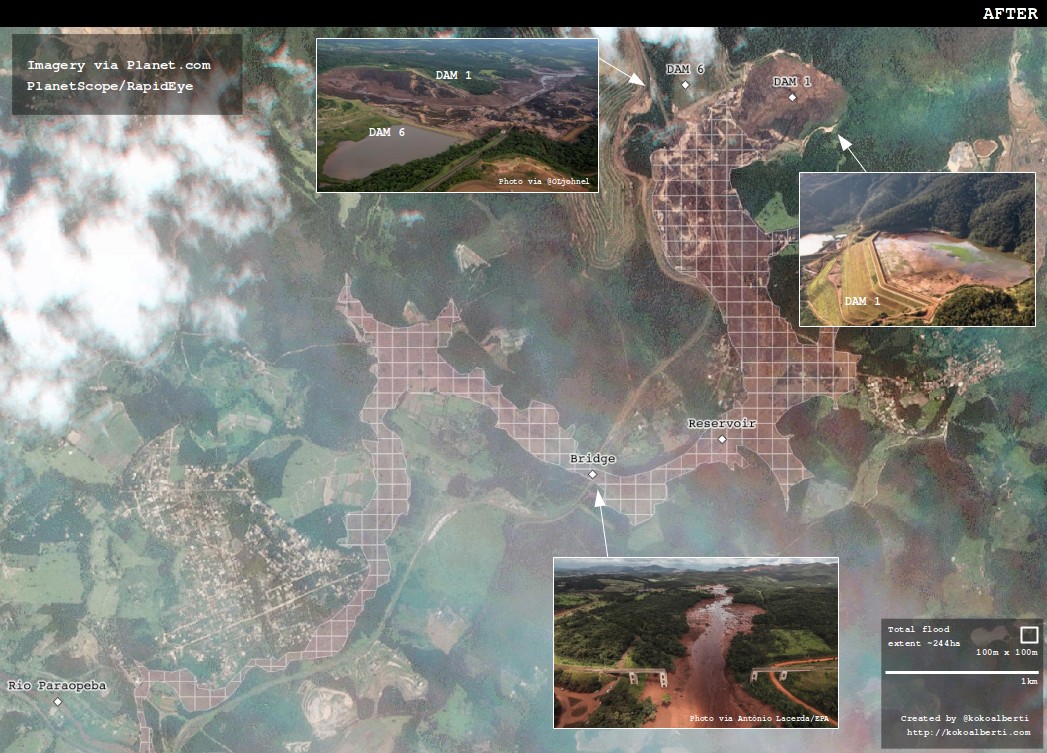 AFTER
Imagery via Planet.com
PlanetScope/RapidEye
DAM 1
DAM 6
Photo via @OLjohnel
DAM 6
DAM 1
DAM 1
Reservoir
Bridge
Rio Paraopeba
Photo via Antônio Lacerda/EPA
Total flood
extent ~244ha
100m x 100m
1km
Created by @kokoalberti
http://kokoalberti.com